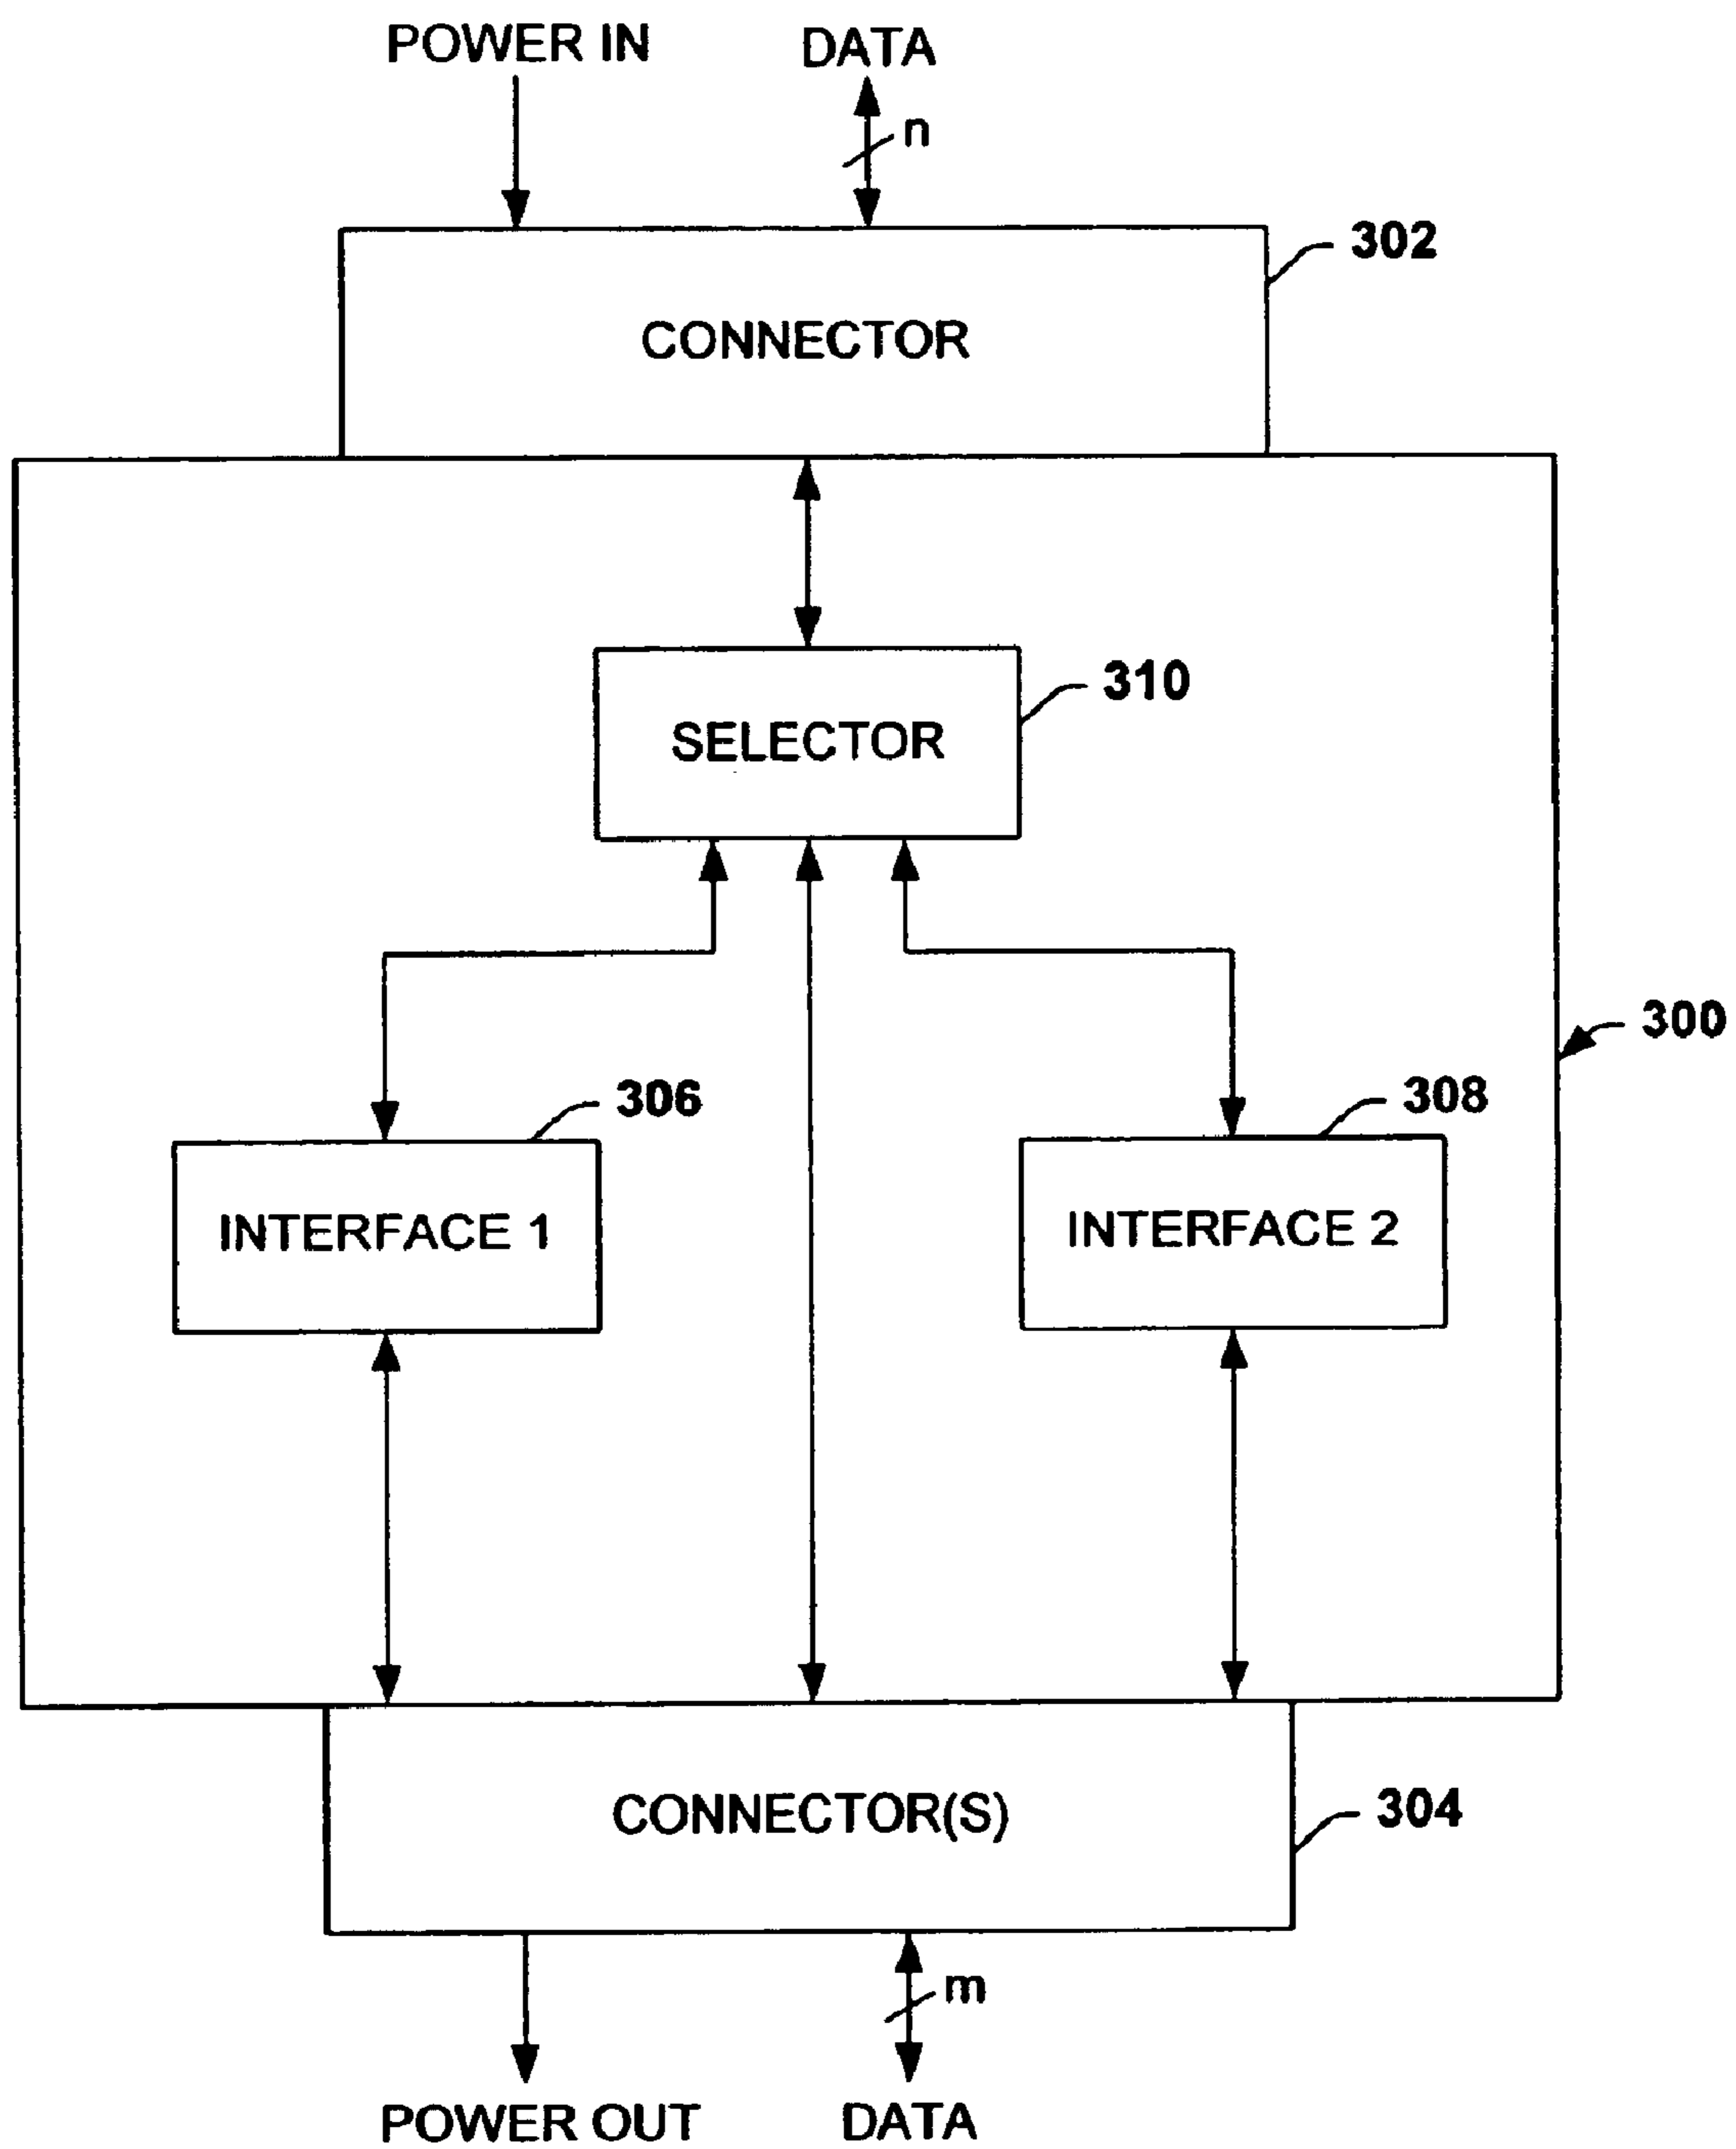 POWER IN
DATA
n
302
CONNECTOR
310
SELECTOR
300
306
308
INTERFACE 1
INTERFACE 2
CONNECTOR(S)
304
m
POWER OUT
DATA